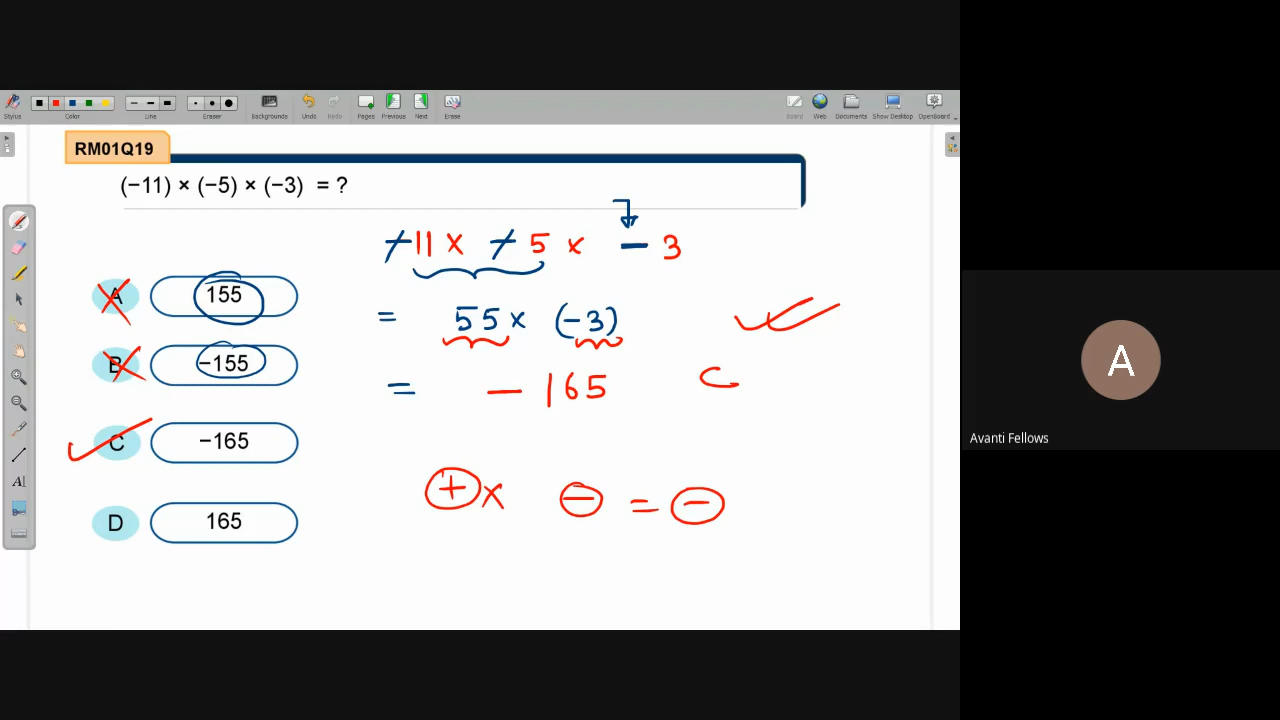 Stylus Color Line Eraser Backgrounds Undo Redo Pages Previous Next Erase Board Web Documents Show Desktop OpenBoard
RM01Q19
(−11) × (−5) × (−3) = ?
− 11 × − 5 × − 3
A 155
= 55 × (−3)
B −155
= − 165 C
C −165
+ × − = −
D 165
A
Avanti Fellows